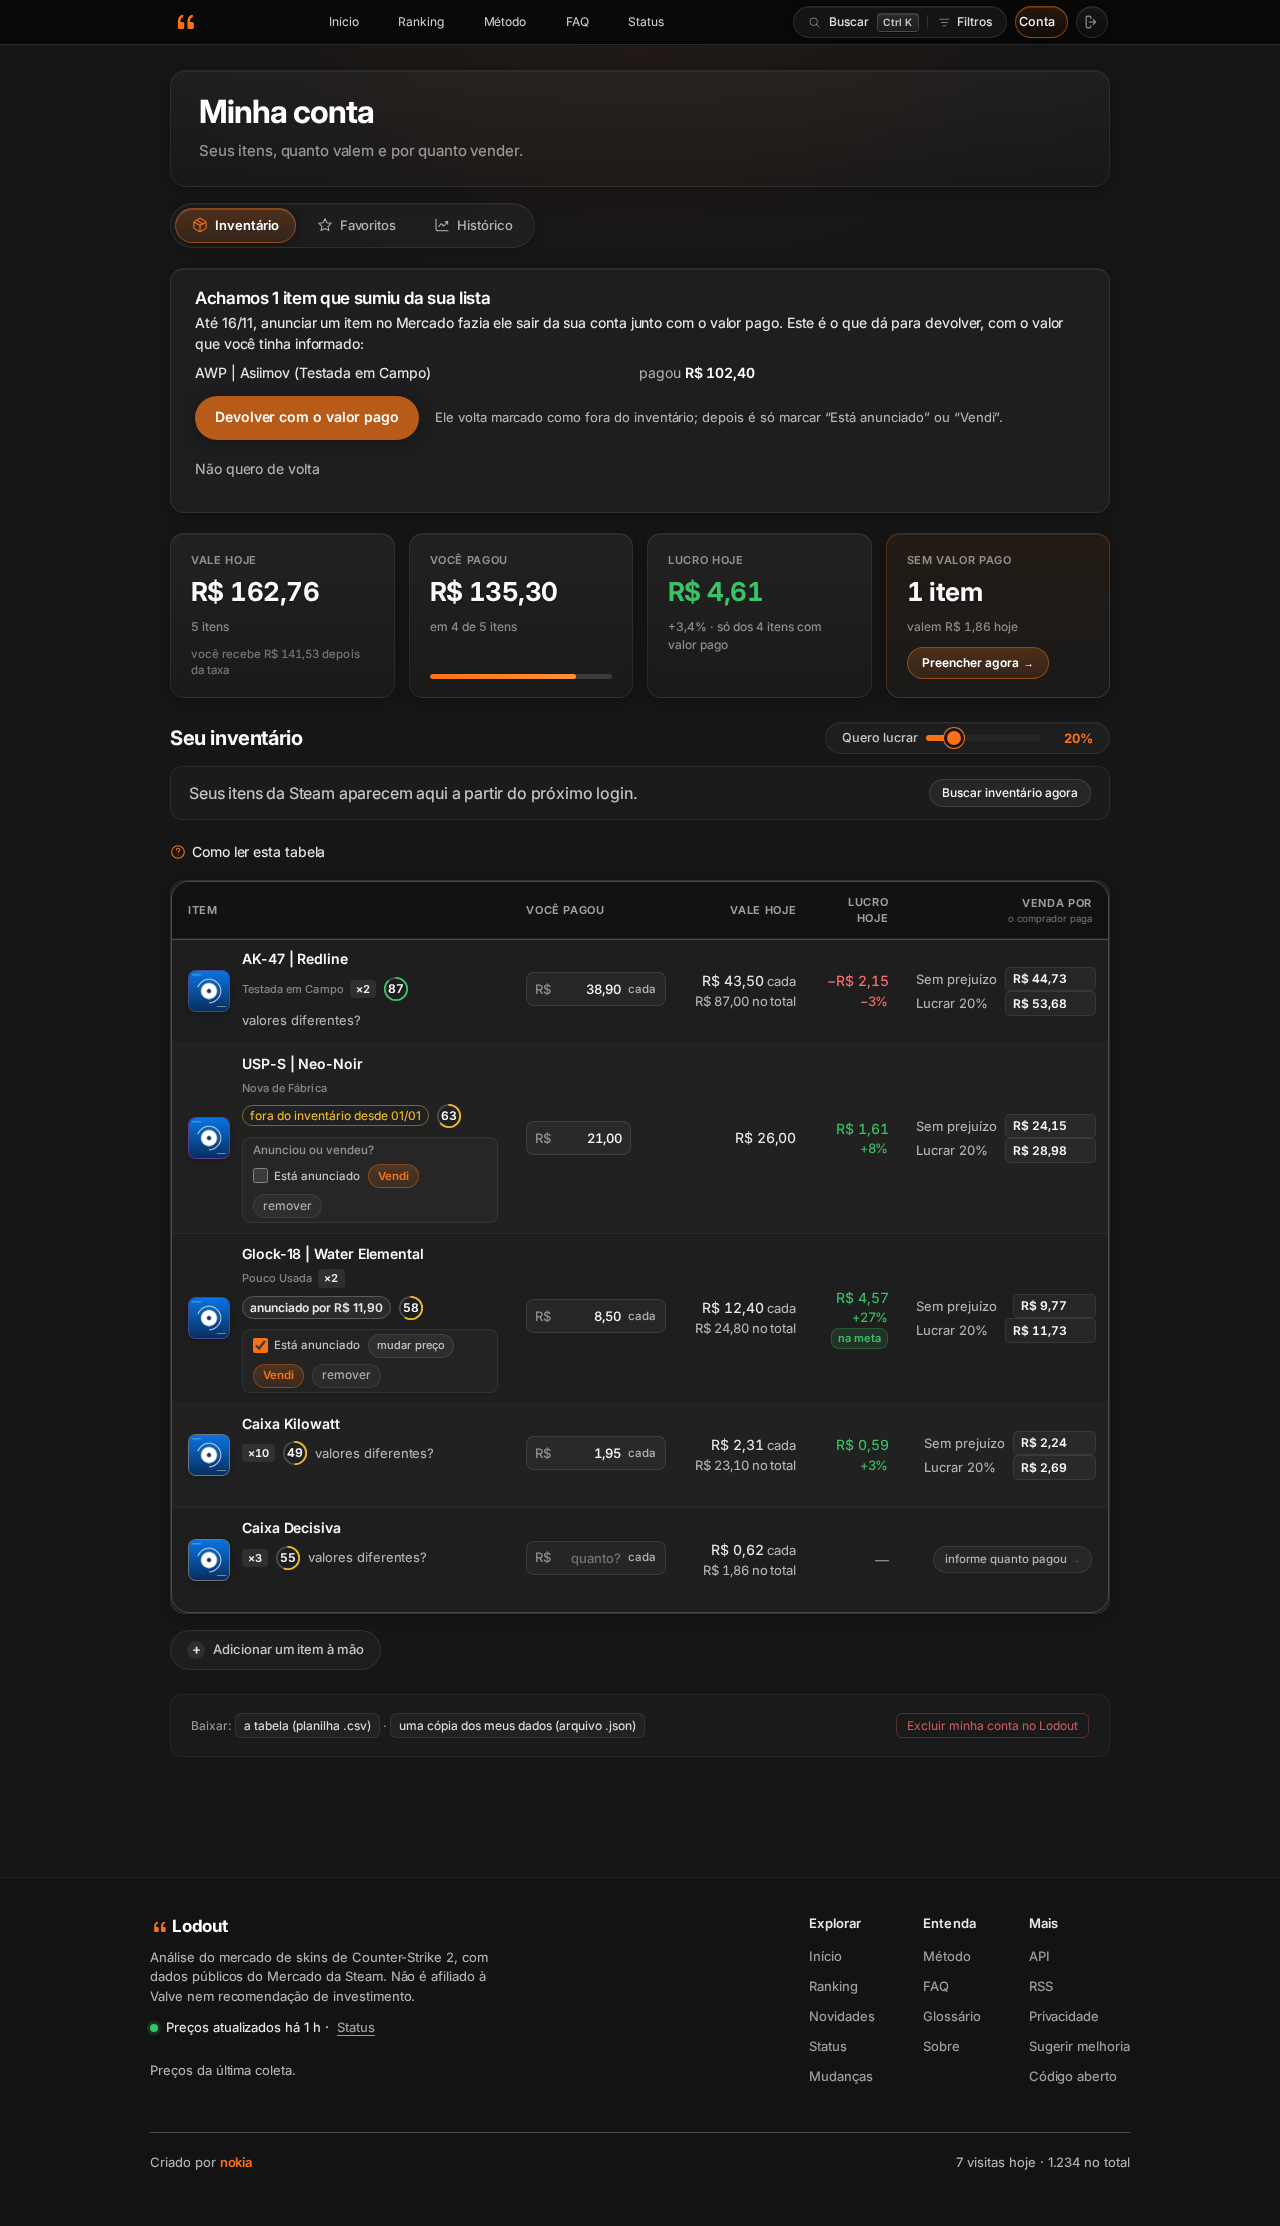 Início Ranking Método FAQ Status Buscar Ctrl K Filtros Conta
Minha conta
Seus itens, quanto valem e por quanto vender.
Inventário Favoritos Histórico
Achamos 1 item que sumiu da sua lista
Até 16/11, anunciar um item no Mercado fazia ele sair da sua conta junto com o valor pago. Este é o que dá para devolver, com o valor
que você tinha informado:
AWP | Asiimov (Testada em Campo) pagou R$ 102,40
Devolver com o valor pago Ele volta marcado como fora do inventário; depois é só marcar “Está anunciado” ou “Vendi”.
Não quero de volta
VALE HOJE
R$ 162,76
5 itens
você recebe R$ 141,53 depois
da taxa
VOCÊ PAGOU
R$ 135,30
em 4 de 5 itens
LUCRO HOJE
R$ 4,61
+3,4% · só dos 4 itens com
valor pago
SEM VALOR PAGO
1 item
valem R$ 1,86 hoje
Preencher agora →
Seu inventário Quero lucrar 20%
Seus itens da Steam aparecem aqui a partir do próximo login. Buscar inventário agora
Como ler esta tabela
ITEM VOCÊ PAGOU VALE HOJE LUCRO HOJE VENDA POR
o comprador paga
AK-47 | Redline
Testada em Campo ×2 87
valores diferentes?
R$ 38,90 cada
R$ 43,50 cada
R$ 87,00 no total
−R$ 2,15
−3%
Sem prejuízo R$ 44,73
Lucrar 20% R$ 53,68
USP-S | Neo-Noir
Nova de Fábrica
fora do inventário desde 01/01 63
Anunciou ou vendeu?
Está anunciado Vendi
remover
R$ 21,00
R$ 26,00
R$ 1,61
+8%
Sem prejuízo R$ 24,15
Lucrar 20% R$ 28,98
Glock-18 | Water Elemental
Pouco Usada ×2
anunciado por R$ 11,90 58
Está anunciado mudar preço
Vendi remover
R$ 8,50 cada
R$ 12,40 cada
R$ 24,80 no total
R$ 4,57
+27%
na meta
Sem prejuízo R$ 9,77
Lucrar 20% R$ 11,73
Caixa Kilowatt
×10 49 valores diferentes?
R$ 1,95 cada
R$ 2,31 cada
R$ 23,10 no total
R$ 0,59
+3%
Sem prejuízo R$ 2,24
Lucrar 20% R$ 2,69
Caixa Decisiva
×3 55 valores diferentes?
R$ quanto? cada
R$ 0,62 cada
R$ 1,86 no total
—
informe quanto pagou →
+ Adicionar um item à mão
Baixar: a tabela (planilha .csv) · uma cópia dos meus dados (arquivo .json) Excluir minha conta no Lodout
Lodout
Análise do mercado de skins de Counter-Strike 2, com
dados públicos do Mercado da Steam. Não é afiliado à
Valve nem recomendação de investimento.
Preços atualizados há 1 h · Status
Preços da última coleta.
Explorar
Início
Ranking
Novidades
Status
Mudanças
Entenda
Método
FAQ
Glossário
Sobre
Mais
API
RSS
Privacidade
Sugerir melhoria
Código aberto
Criado por nokia 7 visitas hoje · 1.234 no total